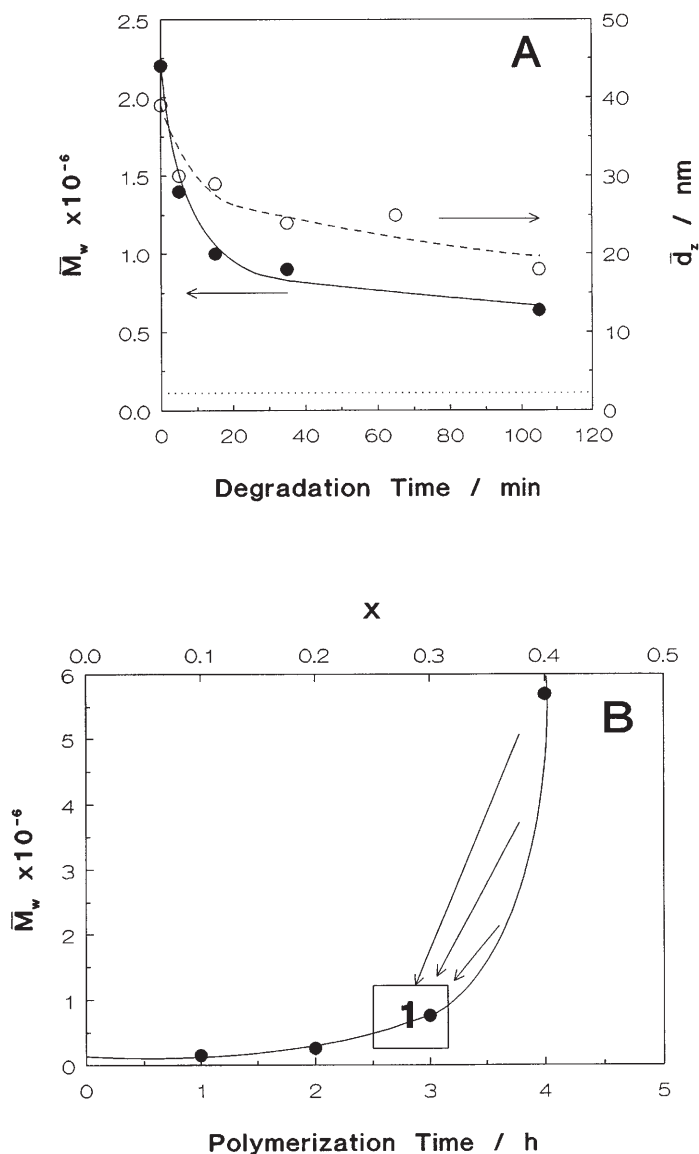 A
2.5
2.0
1.5
1.0
0.5
0.0
M̅w x10⁻⁶
50
40
30
20
10
0
d̅z / nm
0 20 40 60 80 100 120
Degradation Time / min
x
0.0 0.1 0.2 0.3 0.4 0.5
B
6
5
4
3
2
1
0
M̅w x10⁻⁶
1
0 1 2 3 4 5
Polymerization Time / h